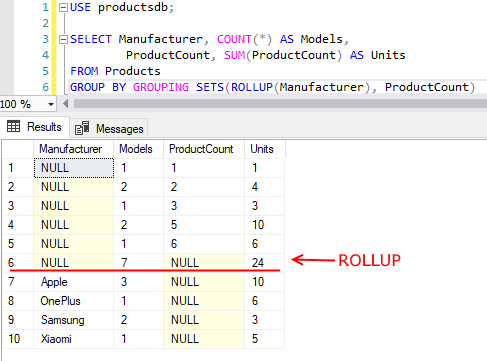 1 USE productsdb;
2
3 SELECT Manufacturer, COUNT(*) AS Models,
4 ProductCount, SUM(ProductCount) AS Units
5 FROM Products
6 GROUP BY GROUPING SETS(ROLLUP(Manufacturer), ProductCount)
100 %
Results Messages
Manufacturer Models ProductCount Units
1 NULL 1 1 1
2 NULL 2 2 4
3 NULL 1 3 3
4 NULL 2 5 10
5 NULL 1 6 6
6 NULL 7 NULL 24 ROLLUP
7 Apple 3 NULL 10
8 OnePlus 1 NULL 6
9 Samsung 2 NULL 3
10 Xiaomi 1 NULL 5